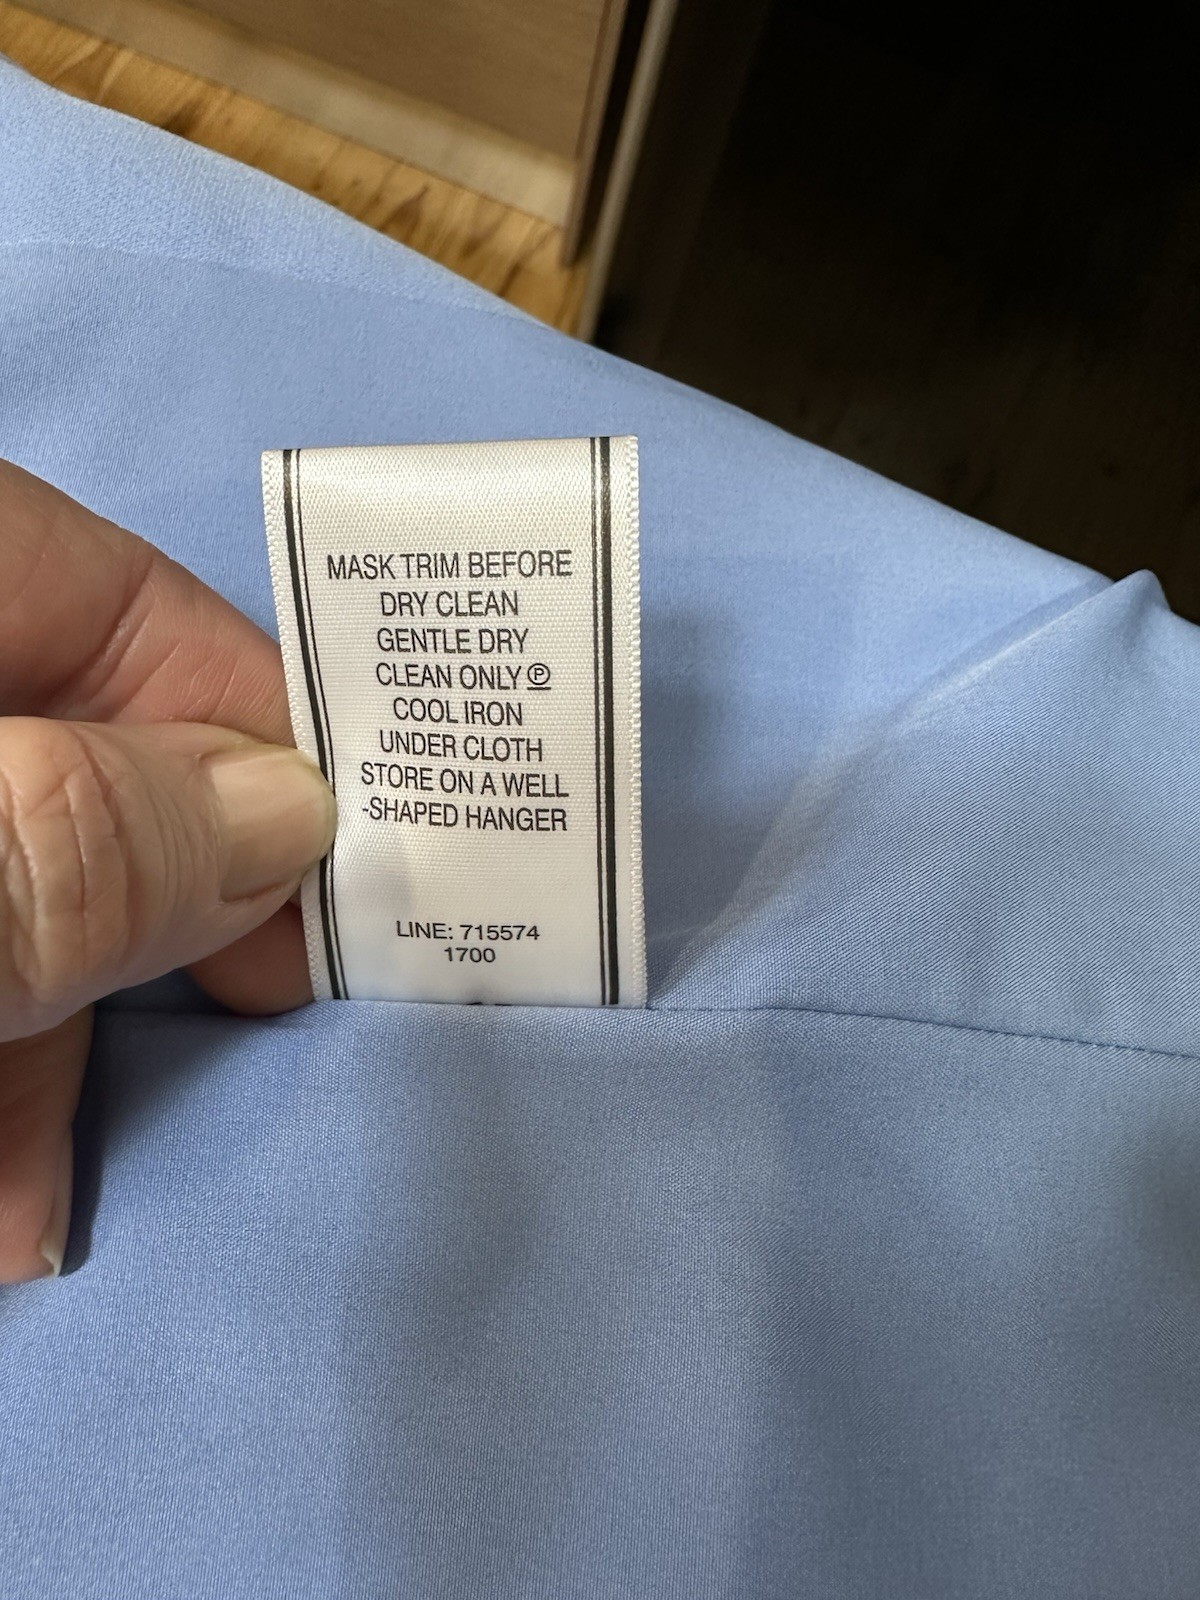 MASK TRIM BEFORE
DRY CLEAN
GENTLE DRY
CLEAN ONLY Ⓟ
COOL IRON
UNDER CLOTH
STORE ON A WELL
-SHAPED HANGER
LINE: 715574
1700